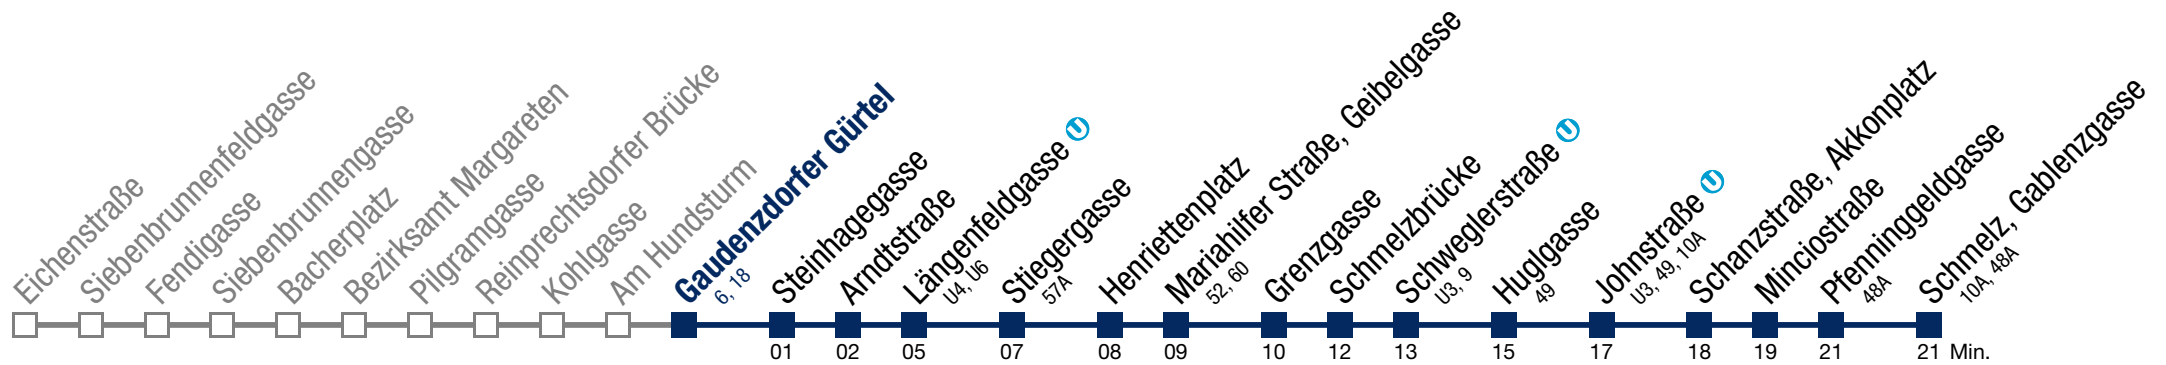 Eichenstraße
Siebenbrunnenfeldgasse
Fendigasse
Siebenbrunnengasse
Bacherplatz
Bezirksamt Margareten
Pilgramgasse
Reinprechtsdorfer Brücke
Kohlgasse
Am Hundsturm
Gaudenzdorfer Gürtel
6, 18
Steinhagegasse
Arndtstraße
Längenfeldgasse
U4, U6
Stiegergasse
57A
Henriettenplatz
Mariahilfer Straße, Geibelgasse
52, 60
Grenzgasse
Schmelzbrücke
Schweglerstraße
U3, 9
Huglgasse
49
Johnstraße
U3, 49, 10A
Schanzstraße, Akkonplatz
Minciostraße
Pfenninggeldgasse
48A
Schmelz, Gablenzgasse
10A, 48A
01 02 05 07 08 09 10 12 13 15 17 18 19 21 21 Min.